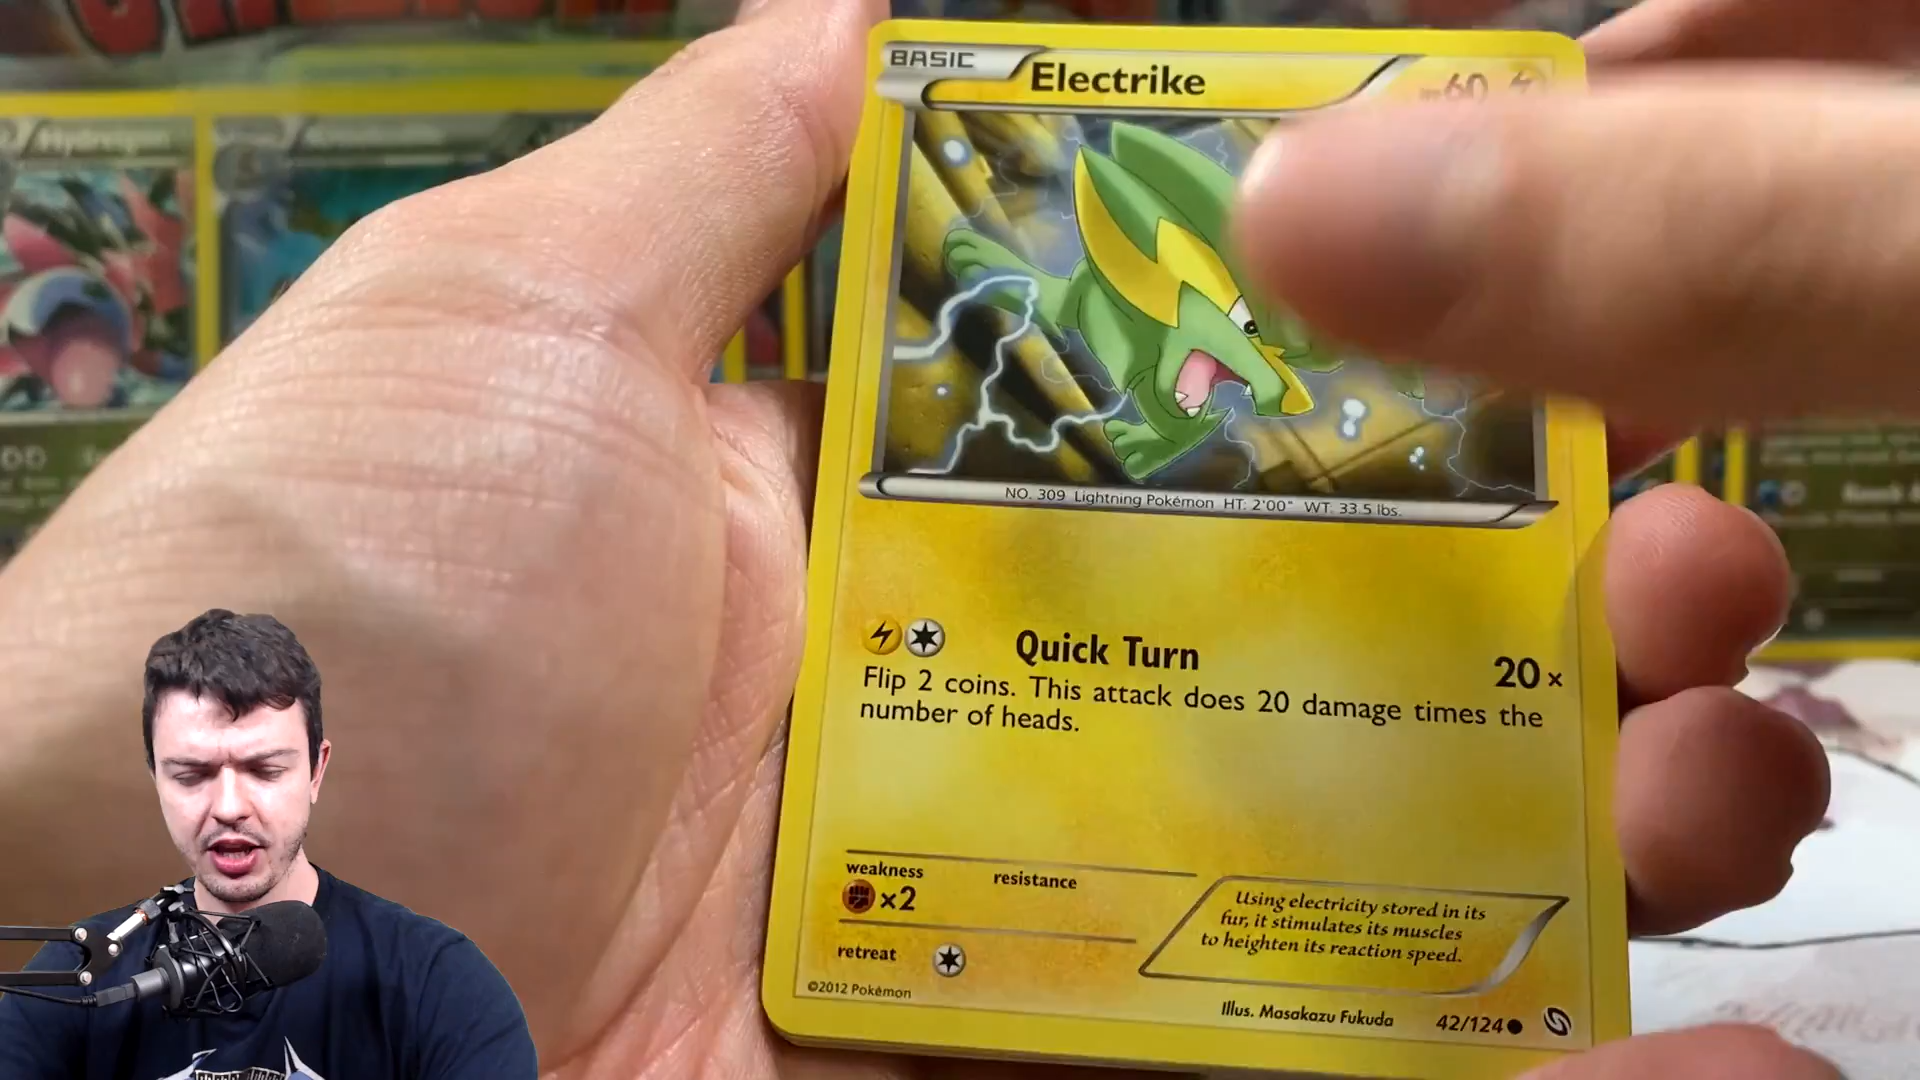 BASIC
Electrike
60
NO. 309 Lightning Pokémon HT: 2'00" WT: 33.5 lbs.
Quick Turn
20×
Flip 2 coins. This attack does 20 damage times the
number of heads.
weakness
×2
resistance
retreat
Using electricity stored in its
fur, it stimulates its muscles
to heighten its reaction speed.
©2012 Pokémon
Illus. Masakazu Fukuda
42/124
Hydreigon